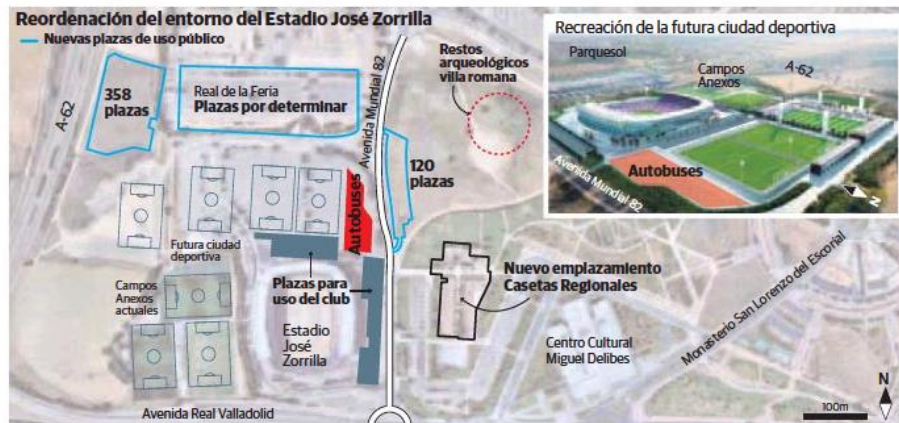 Reordenación del entorno del Estadio José Zorrilla
Nuevas plazas de uso público
A-62
358
plazas
Real de la Feria
Plazas por determinar
Avenida Mundial 82
Restos
arqueológicos
villa romana
120
plazas
Autobuses
Futura ciudad
deportiva
Campos
Anexos
actuales
Plazas para
uso del club
Estadio
José
Zorrilla
Avenida Real Valladolid
Nuevo emplazamiento
Casetas Regionales
Centro Cultural
Miguel Delibes
Monasterio San Lorenzo del Escorial
N
100m
Recreación de la futura ciudad deportiva
Parquesol
Campos
Anexos
A-62
Autobuses
Avenida Mundial 82
N